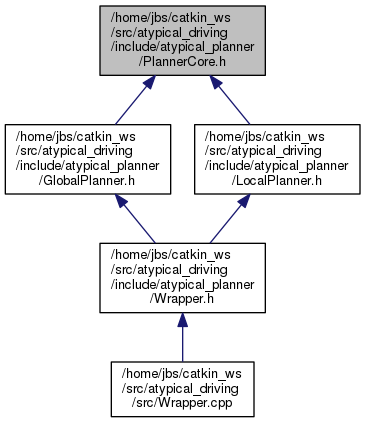 /home/jbs/catkin_ws
/src/atypical_driving
/include/atypical_planner
/PlannerCore.h
/home/jbs/catkin_ws
/src/atypical_driving
/include/atypical_planner
/GlobalPlanner.h
/home/jbs/catkin_ws
/src/atypical_driving
/include/atypical_planner
/LocalPlanner.h
/home/jbs/catkin_ws
/src/atypical_driving
/include/atypical_planner
/Wrapper.h
/home/jbs/catkin_ws
/src/atypical_driving
/src/Wrapper.cpp